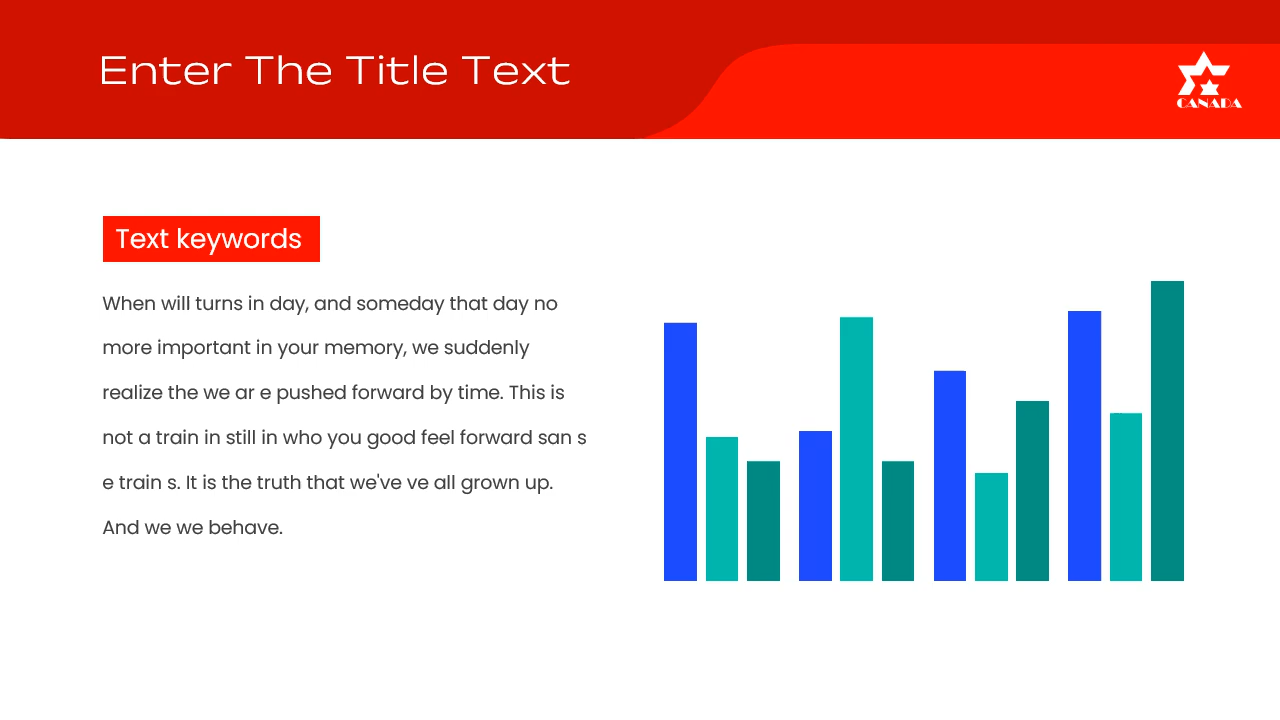 Enter The Title Text
CANADA
Text keywords
When will turns in day, and someday that day no
more important in your memory, we suddenly
realize the we ar e pushed forward by time. This is
not a train in still in who you good feel forward san s
e train s. It is the truth that we've ve all grown up.
And we we behave.